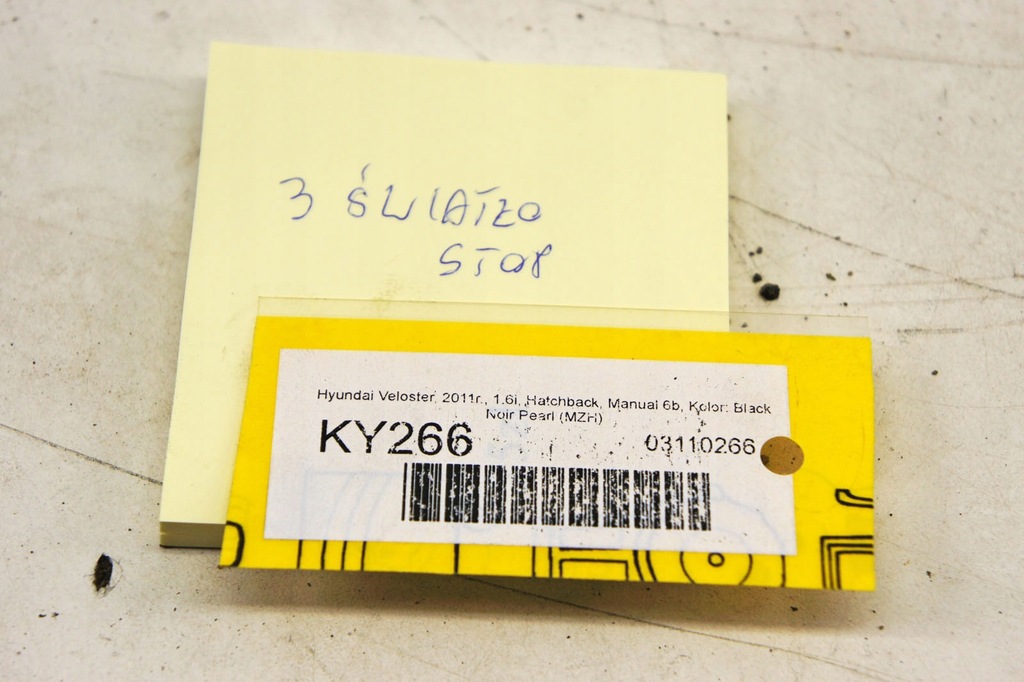 3 ŚWIATŁO
STOP
Hyundai Veloster, 2011r., 1.6i, Hatchback, Manual 6b, Kolor: Black
Noir Pearl (MZH)
KY266 03110266